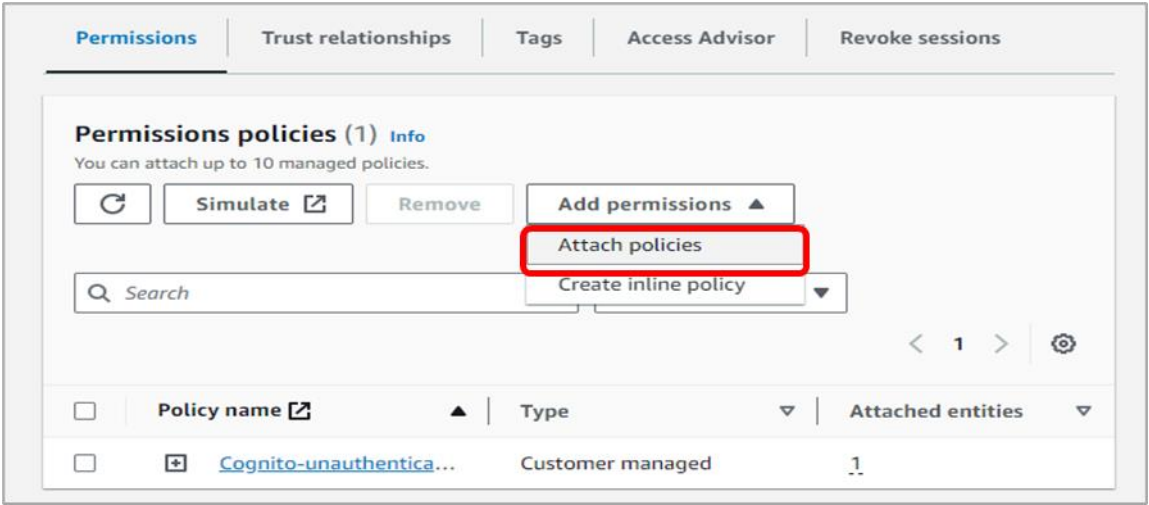 Permissions Trust relationships Tags Access Advisor Revoke sessions
Permissions policies (1) Info
You can attach up to 10 managed policies.
Simulate Remove Add permissions
Attach policies
Search
Create inline policy
1
Policy name Type Attached entities
Cognito-unauthentica... Customer managed 1